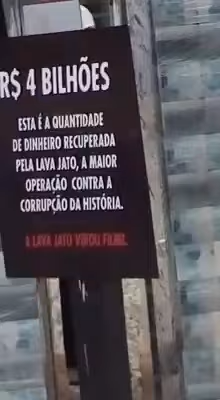 R$ 4 BILHÕES
ESTA É A QUANTIDADE
DE DINHEIRO RECUPERADA
PELA LAVA JATO, A MAIOR
OPERAÇÃO CONTRA A
CORRUPÇÃO DA HISTÓRIA.
A LAVA JATO VIROU FILME.